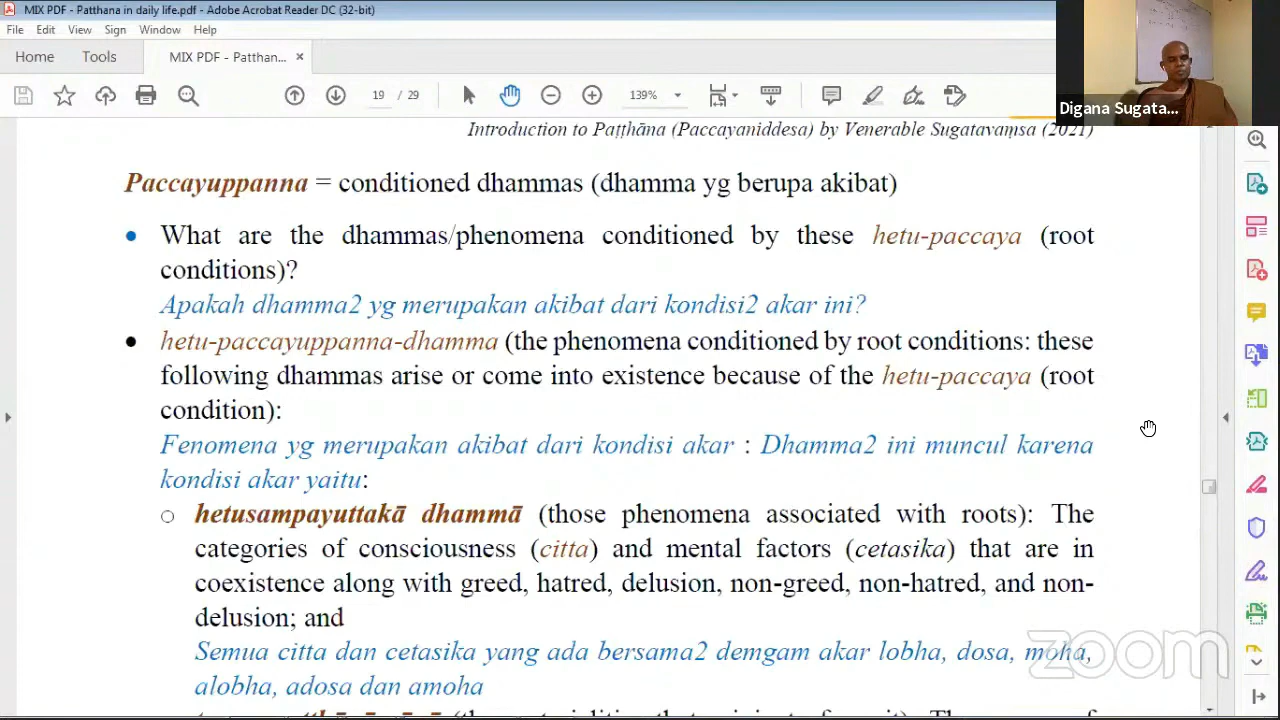 MIX PDF - Patthana in daily life.pdf - Adobe Acrobat Reader DC (32-bit)
File Edit View Sign Window Help
Home Tools MIX PDF - Patthan... ×
19 / 29 139%
Digana Sugata...
Introduction to Paṭṭhāna (Paccayaniddesa) by Venerable Sugatavaṃsa (2021)
Paccayuppanna = conditioned dhammas (dhamma yg berupa akibat)
• What are the dhammas/phenomena conditioned by these hetu-paccaya (root
conditions)?
Apakah dhamma2 yg merupakan akibat dari kondisi2 akar ini?
• hetu-paccayuppanna-dhamma (the phenomena conditioned by root conditions: these
following dhammas arise or come into existence because of the hetu-paccaya (root
condition):
Fenomena yg merupakan akibat dari kondisi akar : Dhamma2 ini muncul karena
kondisi akar yaitu:
○ hetusampayuttakā dhammā (those phenomena associated with roots): The
categories of consciousness (citta) and mental factors (cetasika) that are in
coexistence along with greed, hatred, delusion, non-greed, non-hatred, and non-
delusion; and
Semua citta dan cetasika yang ada bersama2 demgam akar lobha, dosa, moha,
alobha, adosa dan amoha
zoom